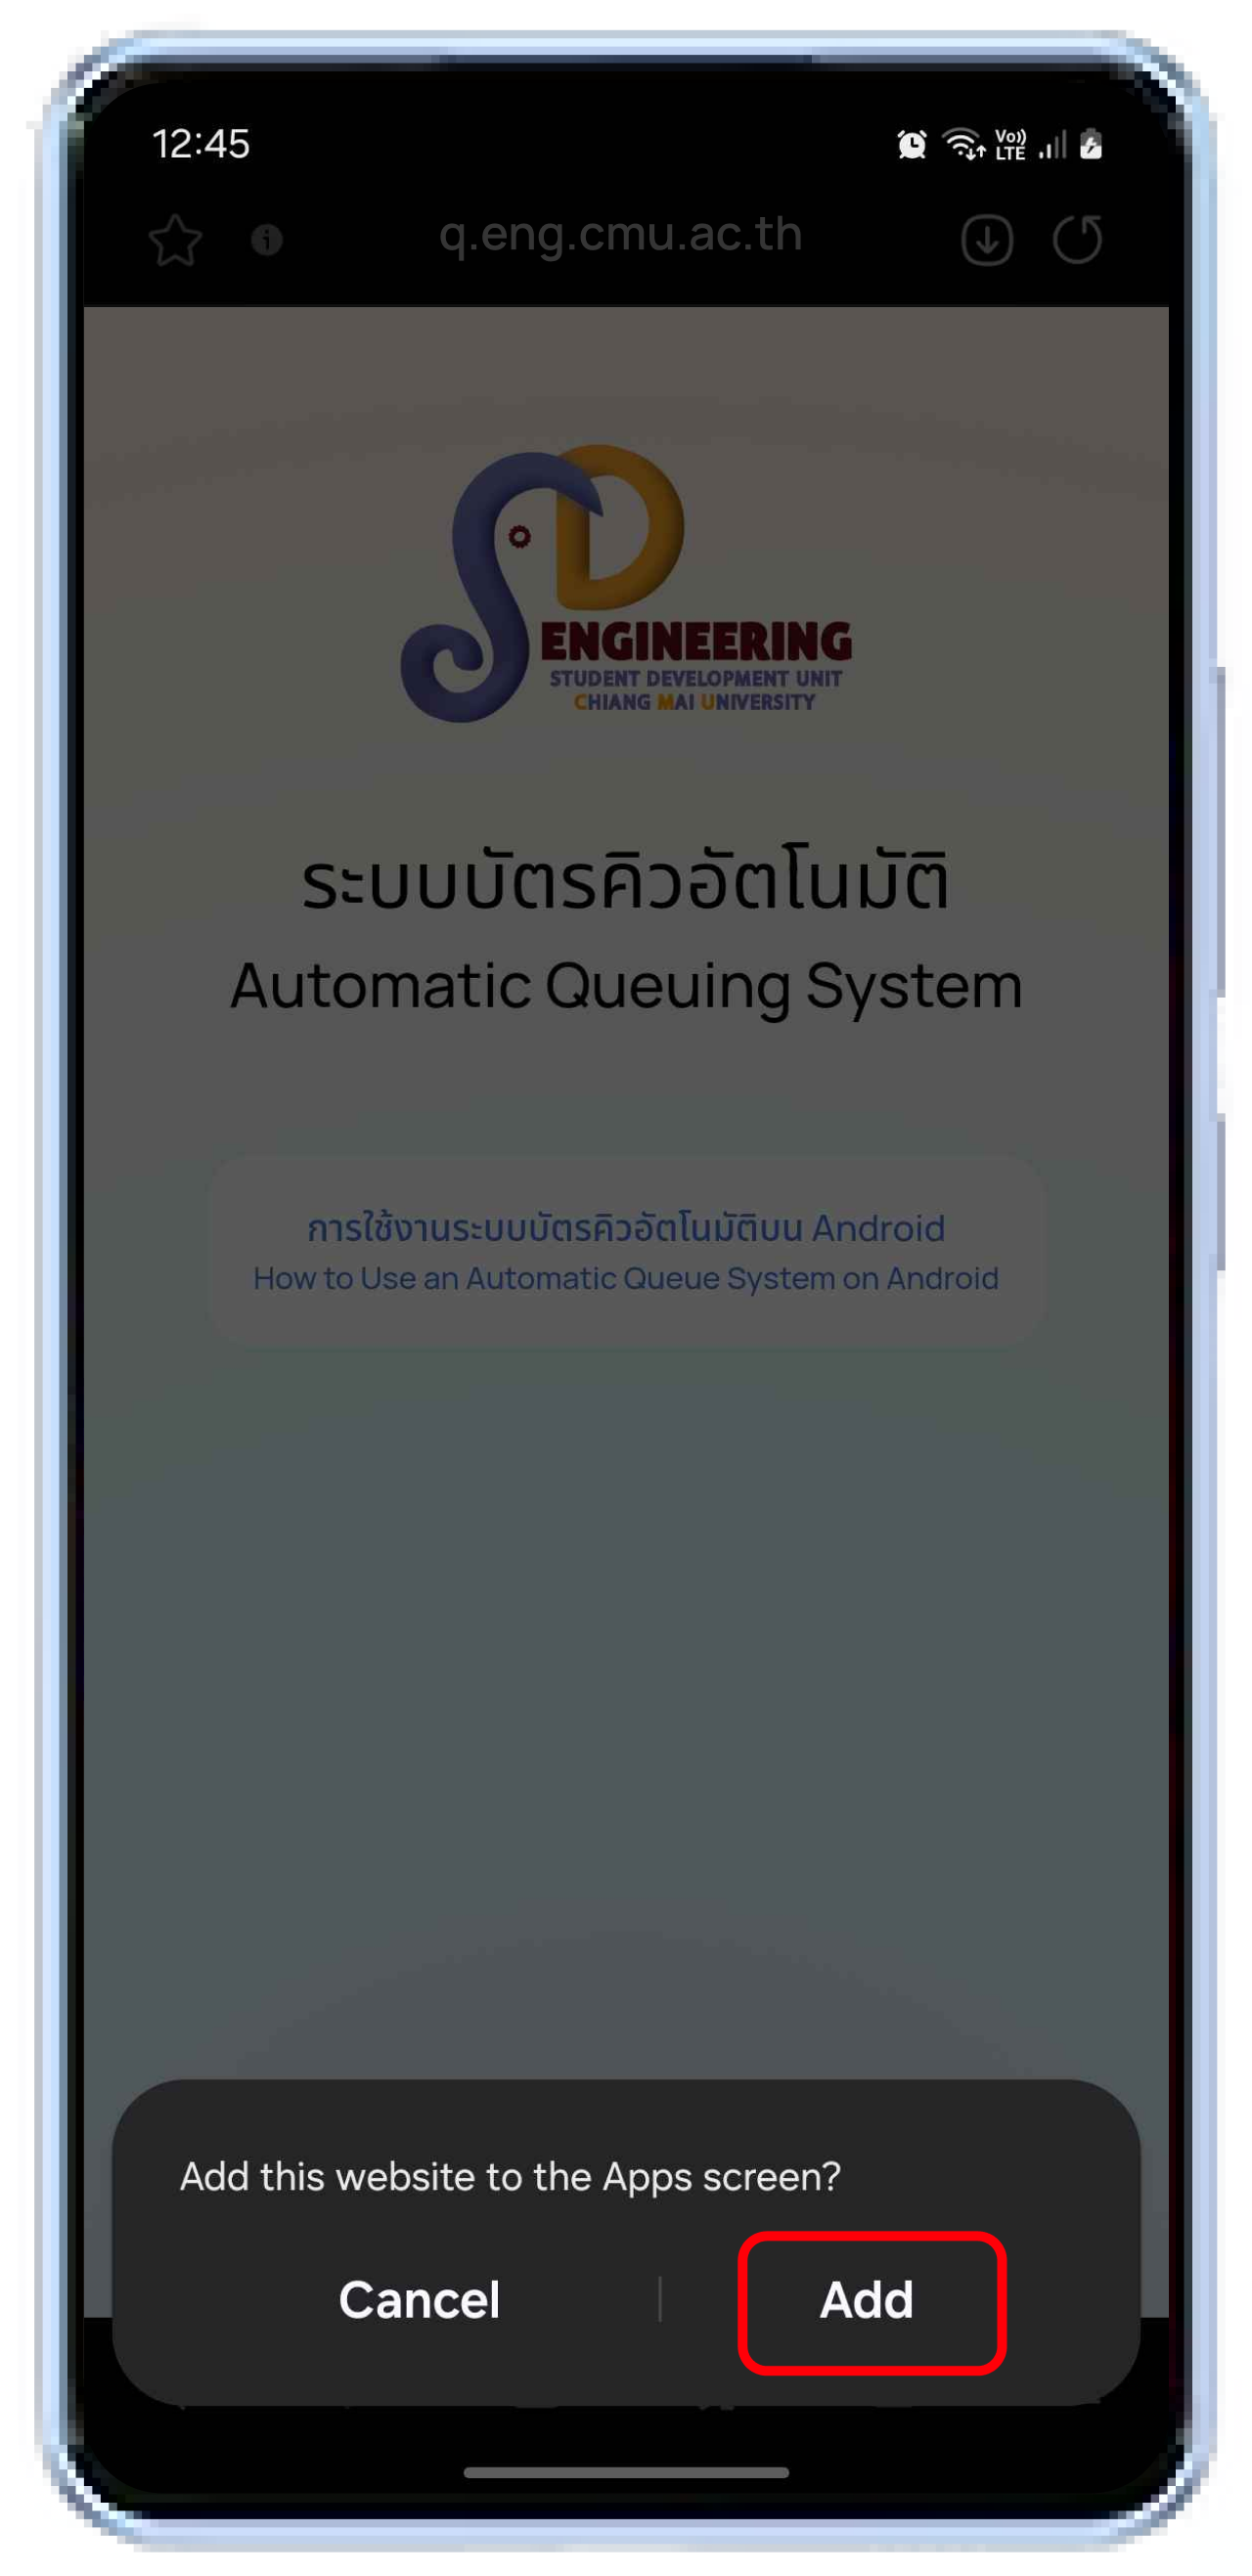 12:45
Vo)) LTE
q.eng.cmu.ac.th
SD
ENGINEERING
STUDENT DEVELOPMENT UNIT
CHIANG MAI UNIVERSITY
ระบบบัตรคิวอัตโนมัติ
Automatic Queuing System
การใช้งานระบบบัตรคิวอัตโนมัติบน Android
How to Use an Automatic Queue System on Android
Add this website to the Apps screen?
Cancel
Add